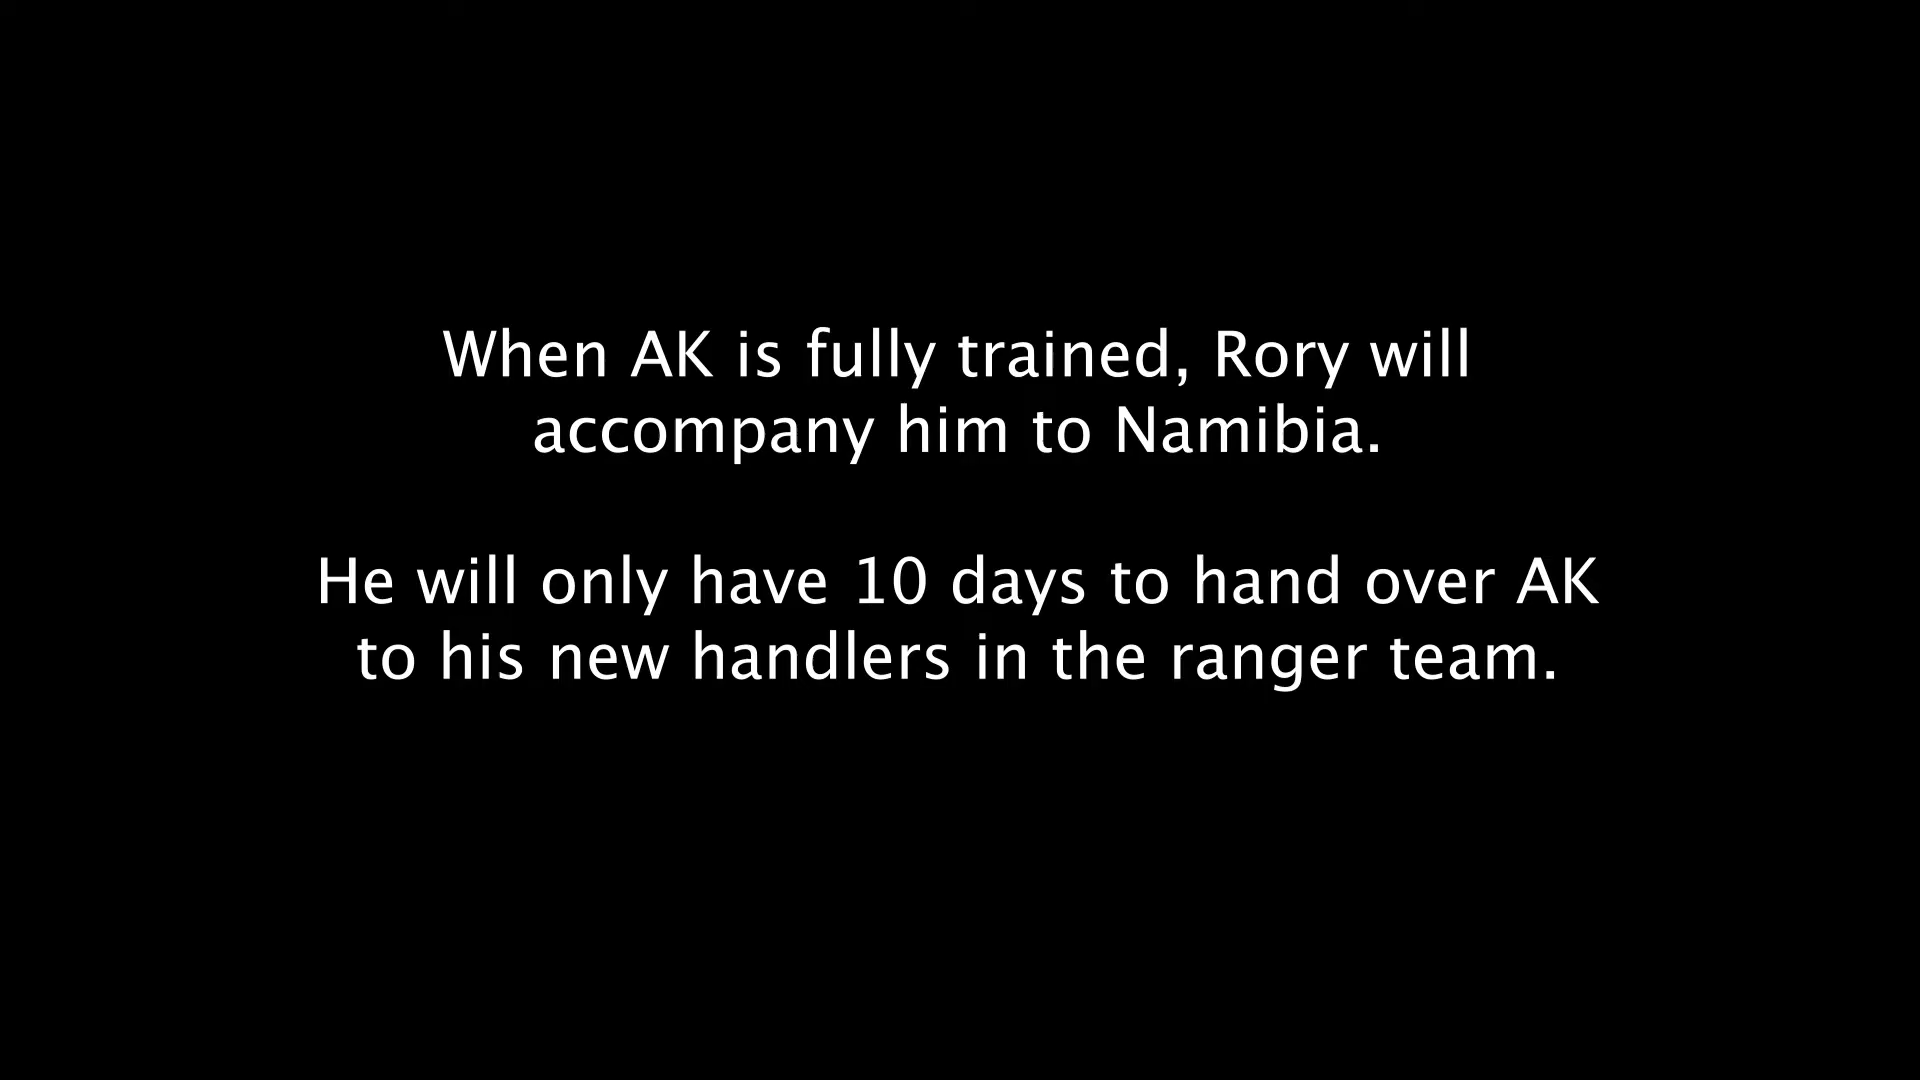 When AK is fully trained, Rory will
accompany him to Namibia.
He will only have 10 days to hand over AK
to his new handlers in the ranger team.